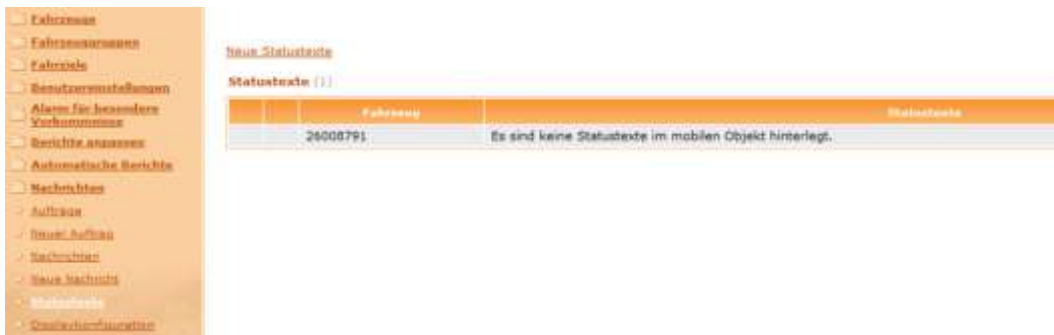 Fahrzeuge
Fahrzeuggruppen
Fahrziele
Benutzereinstellungen
Alarm für besondere
Vorkommnisse
Berichte anpassen
Automatische Berichte
Nachrichten
Aufträge
Neuer Auftrag
Nachrichten
Neue Nachricht
Statustexte
Displaykonfiguration
Neue Statustexte
Statustexte (1)
Fahrzeug Statustexte
26008791 Es sind keine Statustexte im mobilen Objekt hinterlegt.